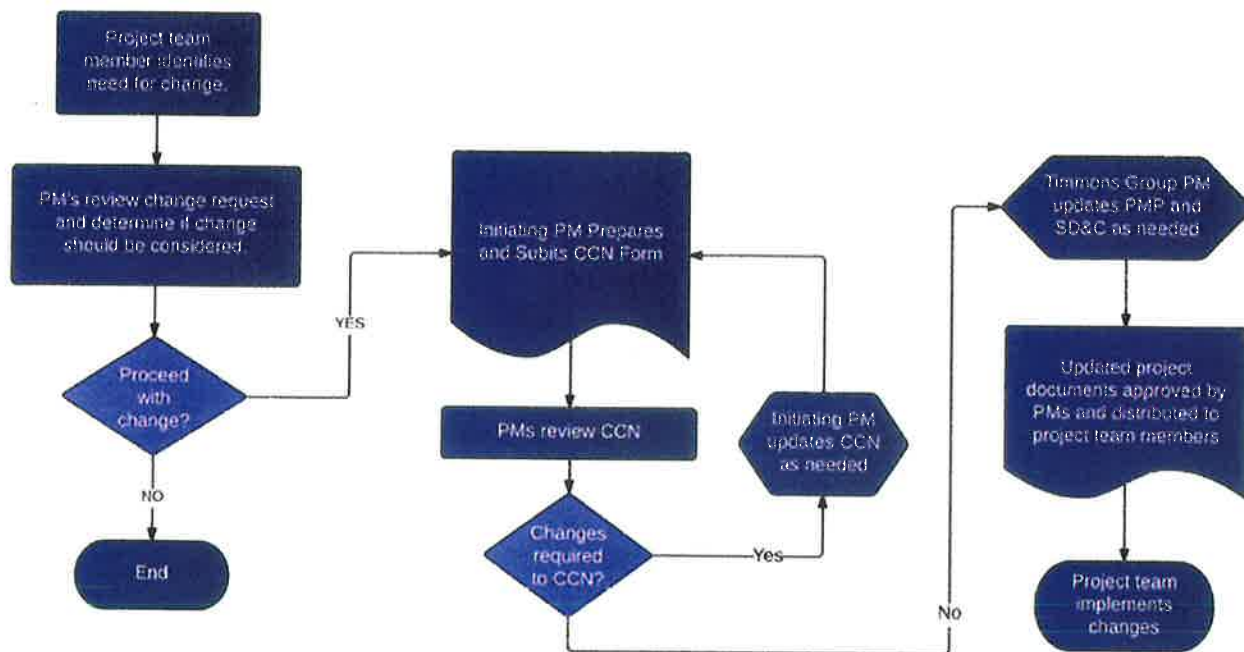 Project team
member identifies
need for change.
PM's review change request
and determine if change
should be considered.
Proceed
with
change?
YES
NO
End
Initiating PM Prepares
and Subits CCN Form
PMs review CCN
Changes
required
to CCN?
Yes
Initiating PM
updates CCN
as needed
No
Timmons Group PM
updates PMP and
SD&C as needed
Updated project
documents approved by
PMs and distributed to
project team members
Project team
implements
changes